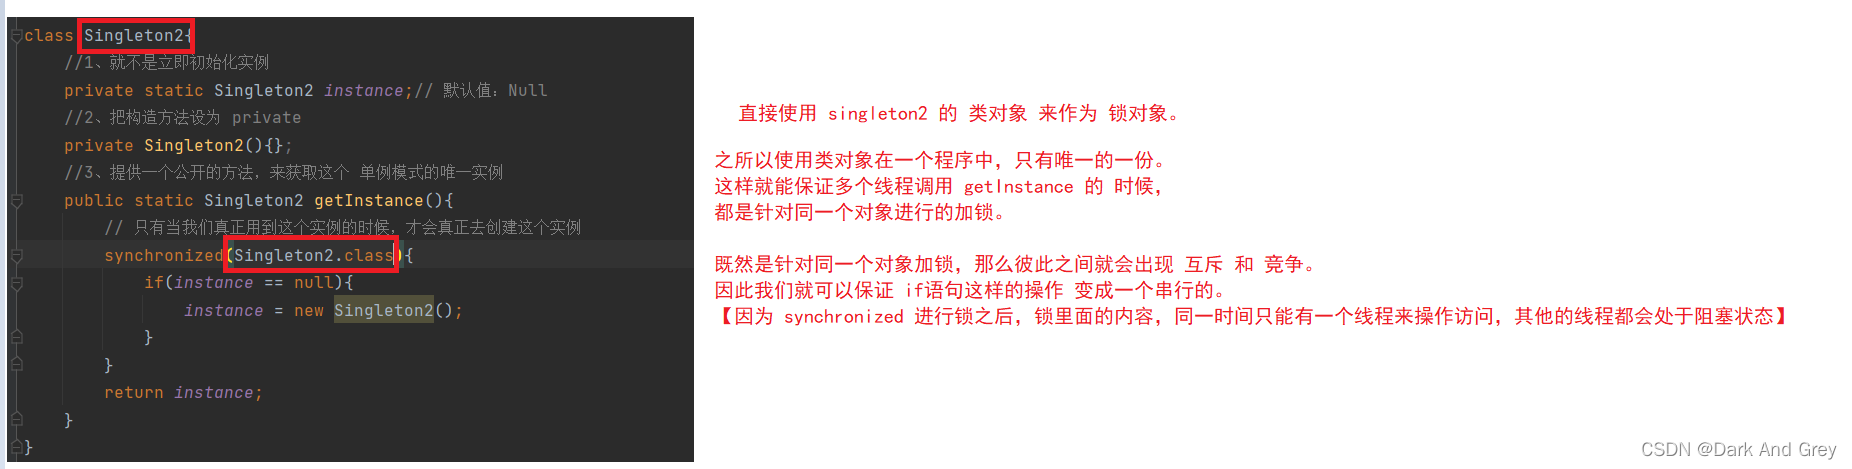 class Singleton2{
//1、就不是立即初始化实例
private static Singleton2 instance;// 默认值：Null
//2、把构造方法设为 private
private Singleton2(){};
//3、提供一个公开的方法，来获取这个 单例模式的唯一实例
public static Singleton2 getInstance(){
// 只有当我们真正用到这个实例的时候，才会真正去创建这个实例
synchronized(Singleton2.class){
if(instance == null){
instance = new Singleton2();
}
}
return instance;
}
}
直接使用 singleton2 的 类对象 来作为 锁对象。
之所以使用类对象在一个程序中，只有唯一的一份。
这样就能保证多个线程调用 getInstance 的 时候，
都是针对同一个对象进行的加锁。
既然是针对同一个对象加锁，那么彼此之间就会出现 互斥 和 竞争。
因此我们就可以保证 if语句这样的操作 变成一个串行的。
【因为 synchronized 进行锁之后，锁里面的内容，同一时间只能有一个线程来操作访问，其他的线程都会处于阻塞状态】
CSDN @Dark And Grey